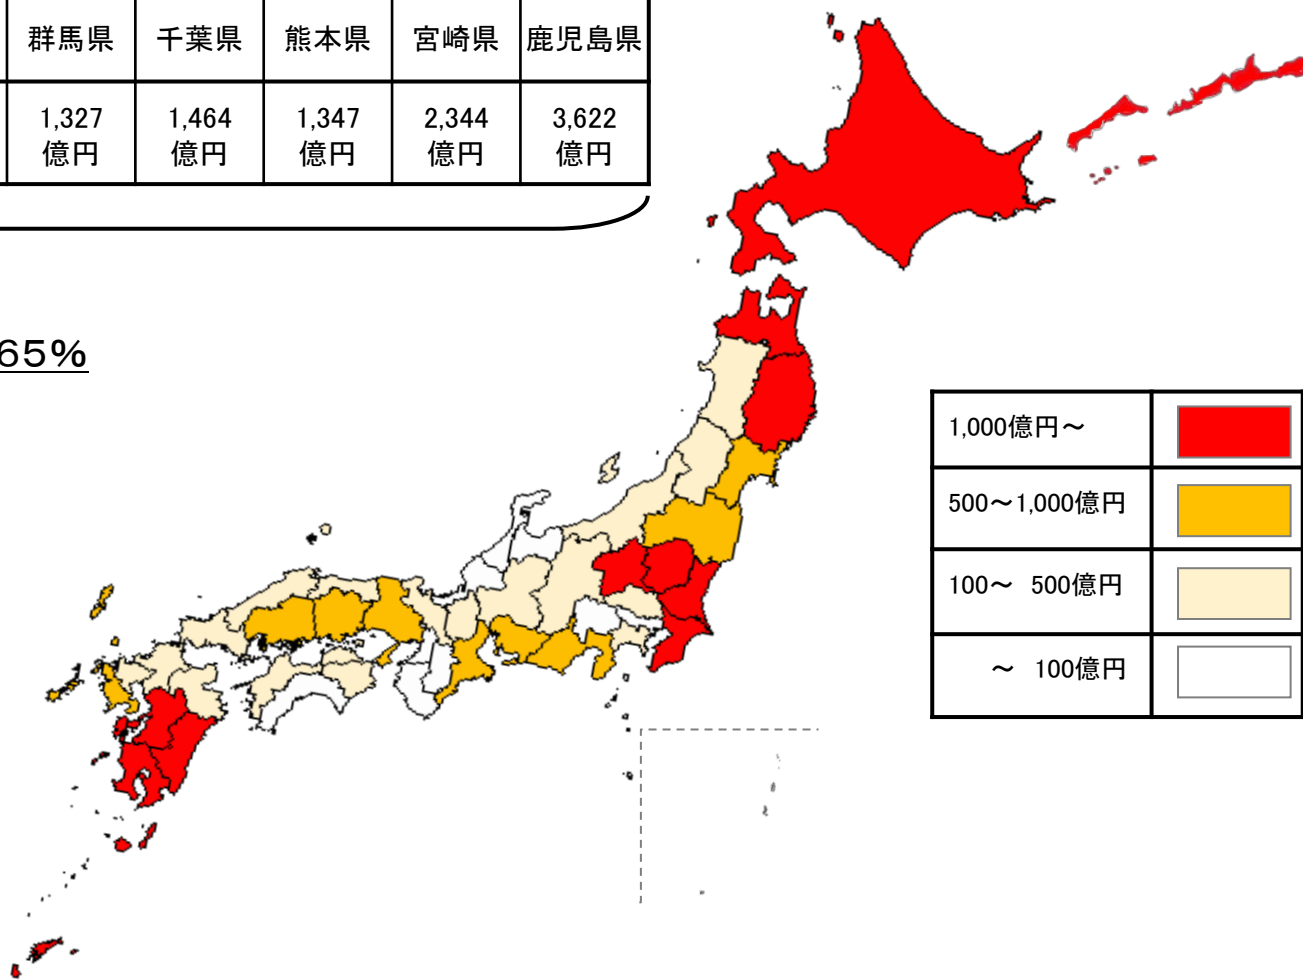 群馬県 千葉県 熊本県 宮崎県 鹿児島県
1,327 1,464 1,347 2,344 3,622
億円 億円 億円 億円 億円
65%
1,000億円～
500～1,000億円
100～ 500億円
～ 100億円